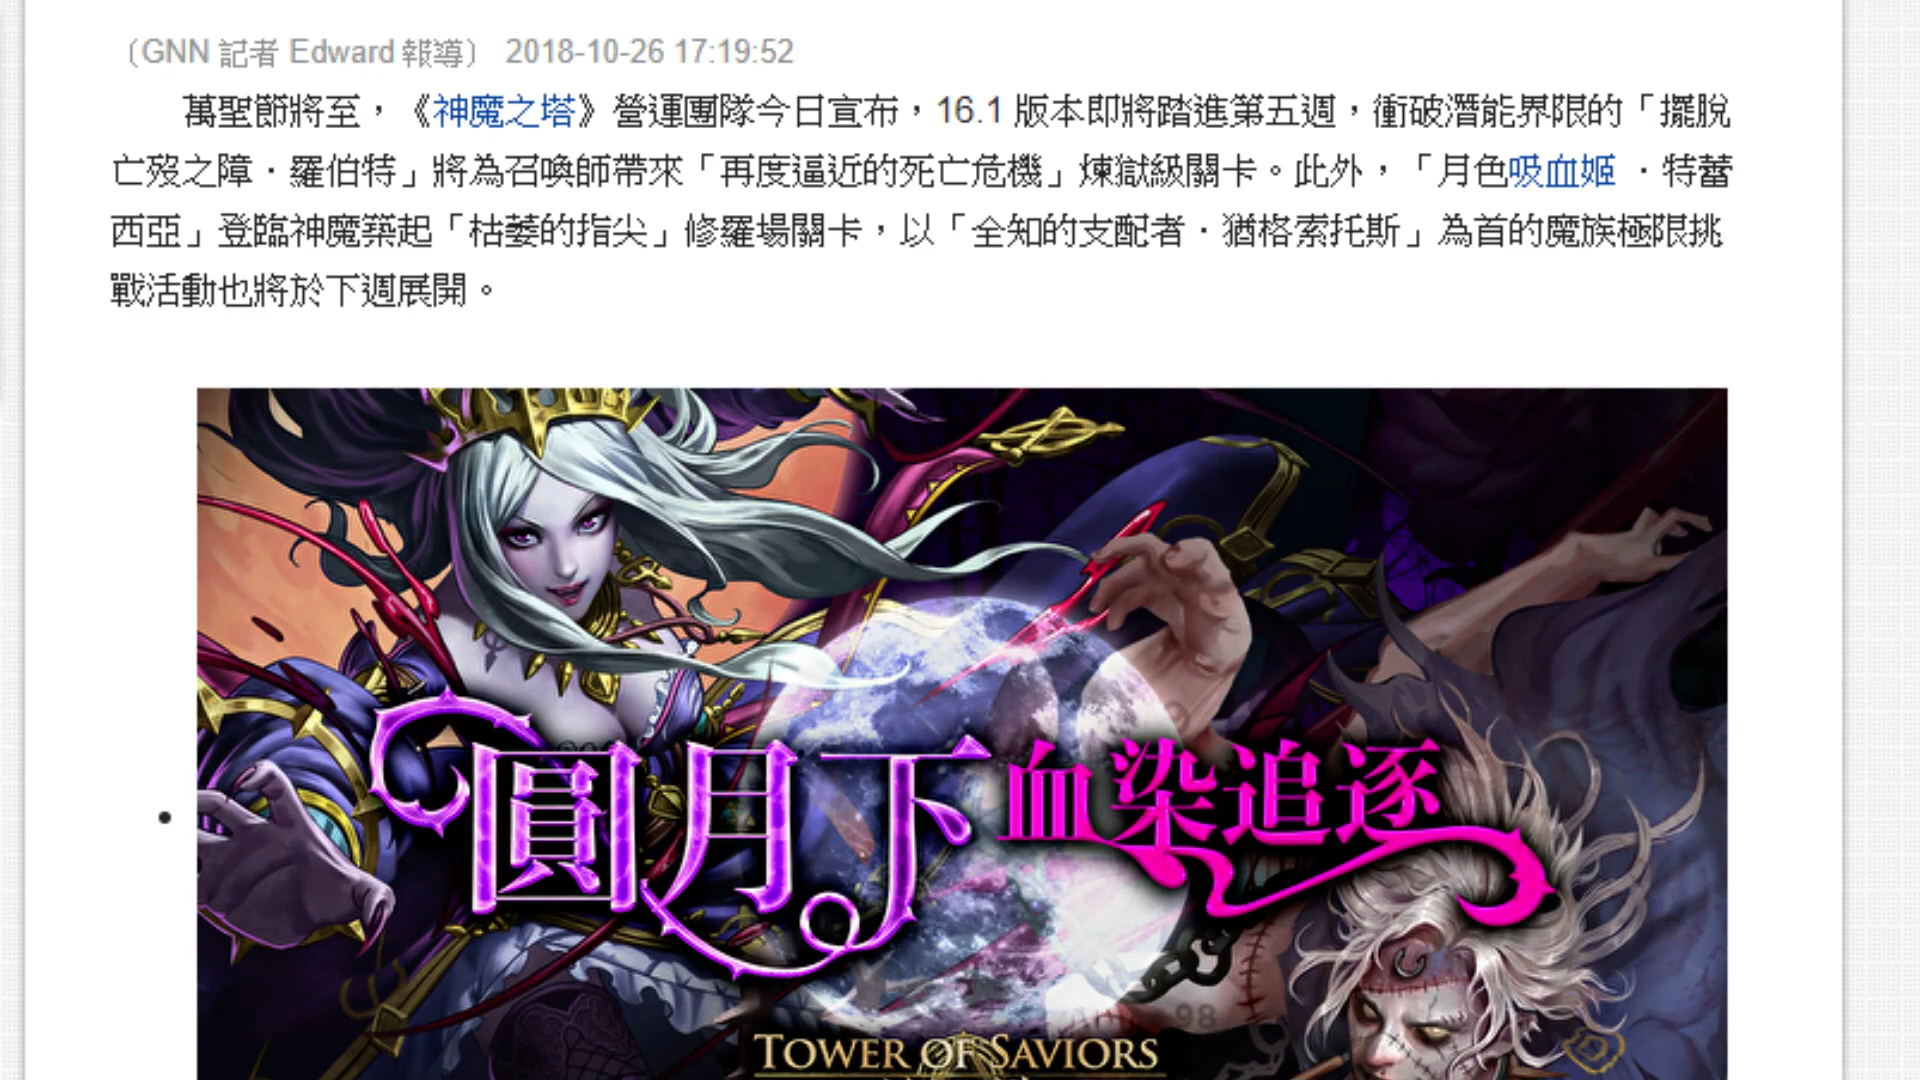 〔GNN 記者 Edward 報導〕 2018-10-26 17:19:52
萬聖節將至，《神魔之塔》營運團隊今日宣布，16.1 版本即將踏進第五週，衝破潛能界限的「擺脫
亡歿之障．羅伯特」將為召喚師帶來「再度逼近的死亡危機」煉獄級關卡。此外，「月色吸血姬 ．特蕾
西亞」登臨神魔築起「枯萎的指尖」修羅場關卡，以「全知的支配者．猶格索托斯」為首的魔族極限挑
戰活動也將於下週展開。
圓月下 血染追逐
TOWER OF SAVIORS